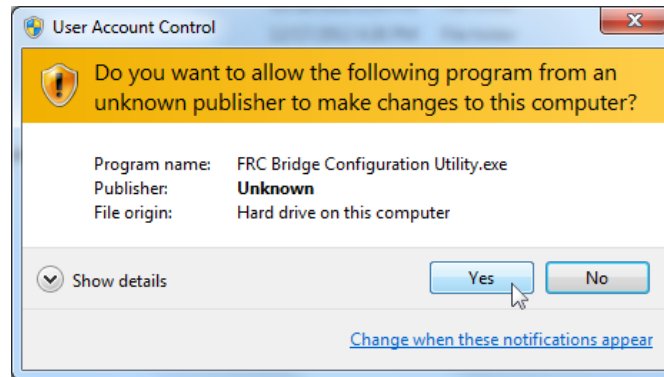 User Account Control
Do you want to allow the following program from an
unknown publisher to make changes to this computer?
Program name: FRC Bridge Configuration Utility.exe
Publisher: Unknown
File origin: Hard drive on this computer
Show details
Yes No
Change when these notifications appear